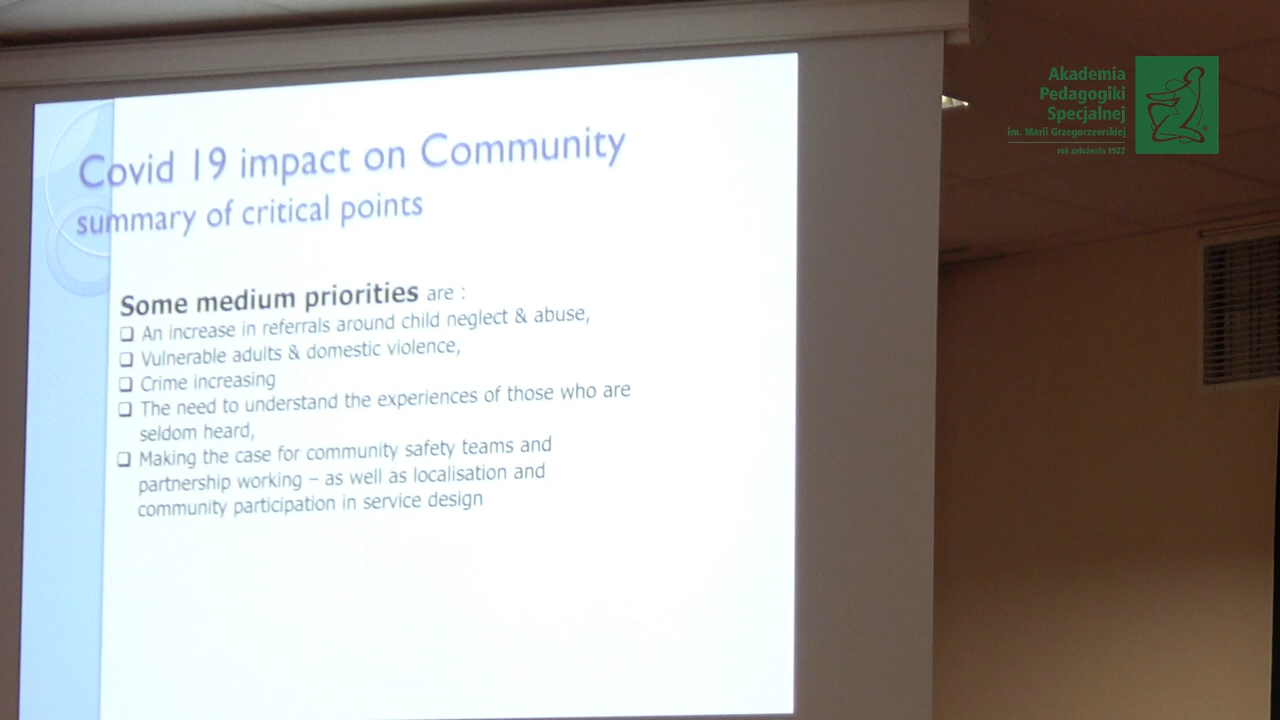 Covid 19 impact on Community
summary of critical points
Some medium priorities are :
❑ An increase in referrals around child neglect & abuse,
❑ Vulnerable adults & domestic violence,
❑ Crime increasing
❑ The need to understand the experiences of those who are
seldom heard,
❑ Making the case for community safety teams and
partnership working – as well as localisation and
community participation in service design
Akademia
Pedagogiki
Specjalnej
im. Marii Grzegorzewskiej
rok założenia 1922